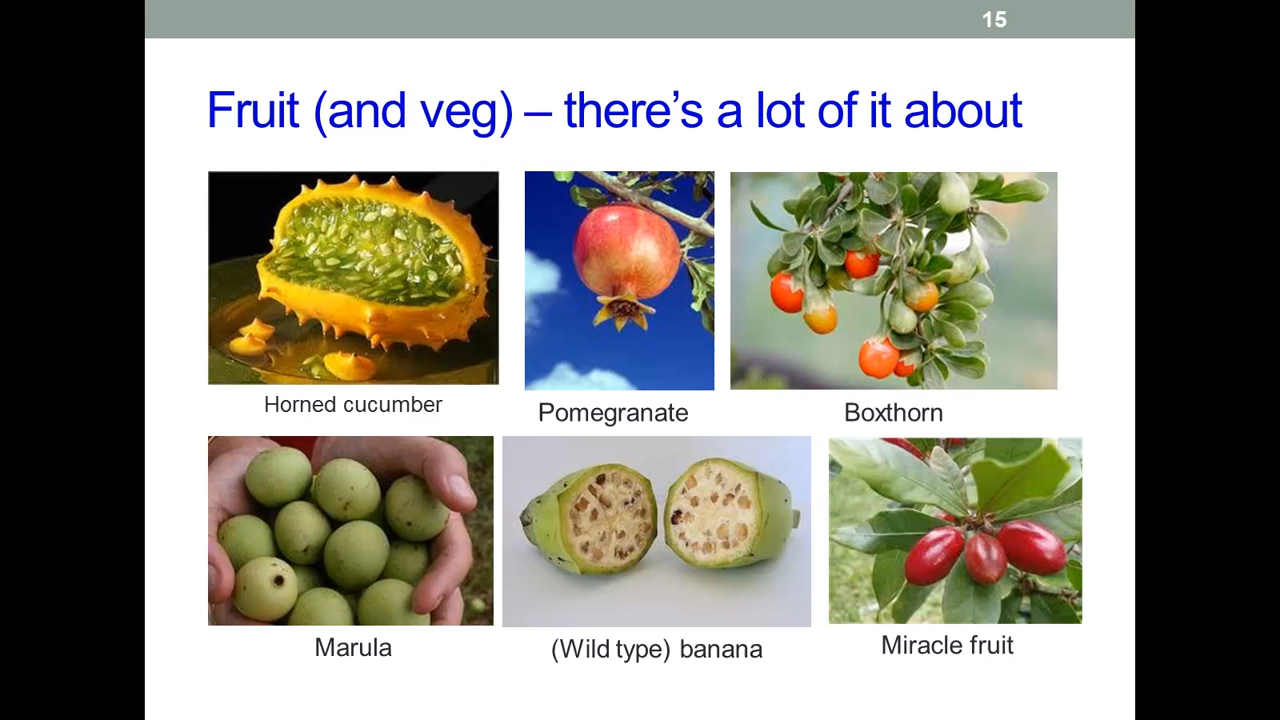 15
Fruit (and veg) – there’s a lot of it about
Horned cucumber
Pomegranate
Boxthorn
Marula
(Wild type) banana
Miracle fruit